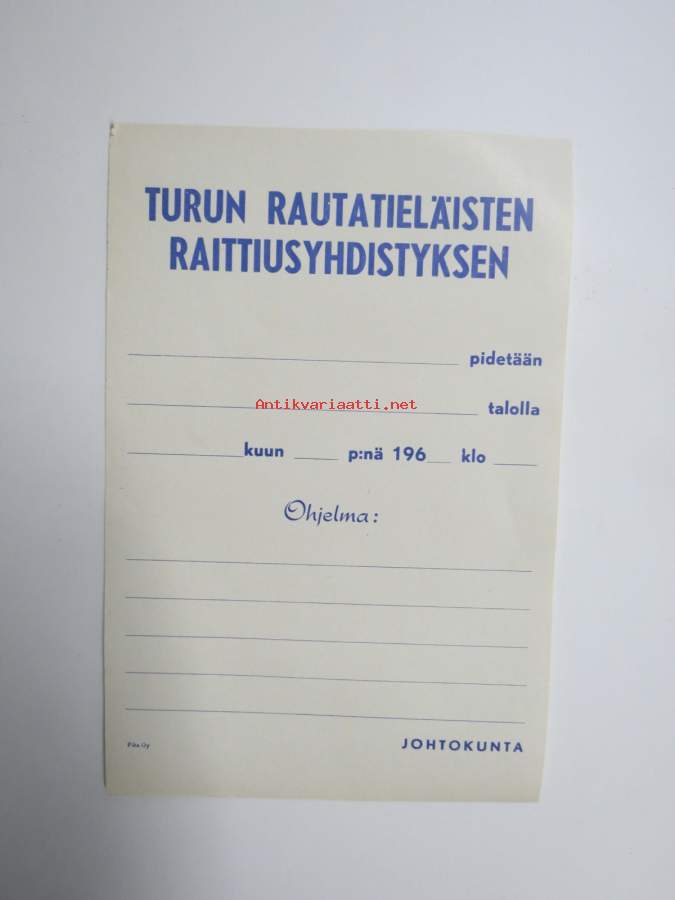 TURUN RAUTATIELÄISTEN
RAITTIUSYHDISTYKSEN
pidetään
Antikvariaatti.net
talolla
kuun p:nä 196 klo
Ohjelma:
JOHTOKUNTA